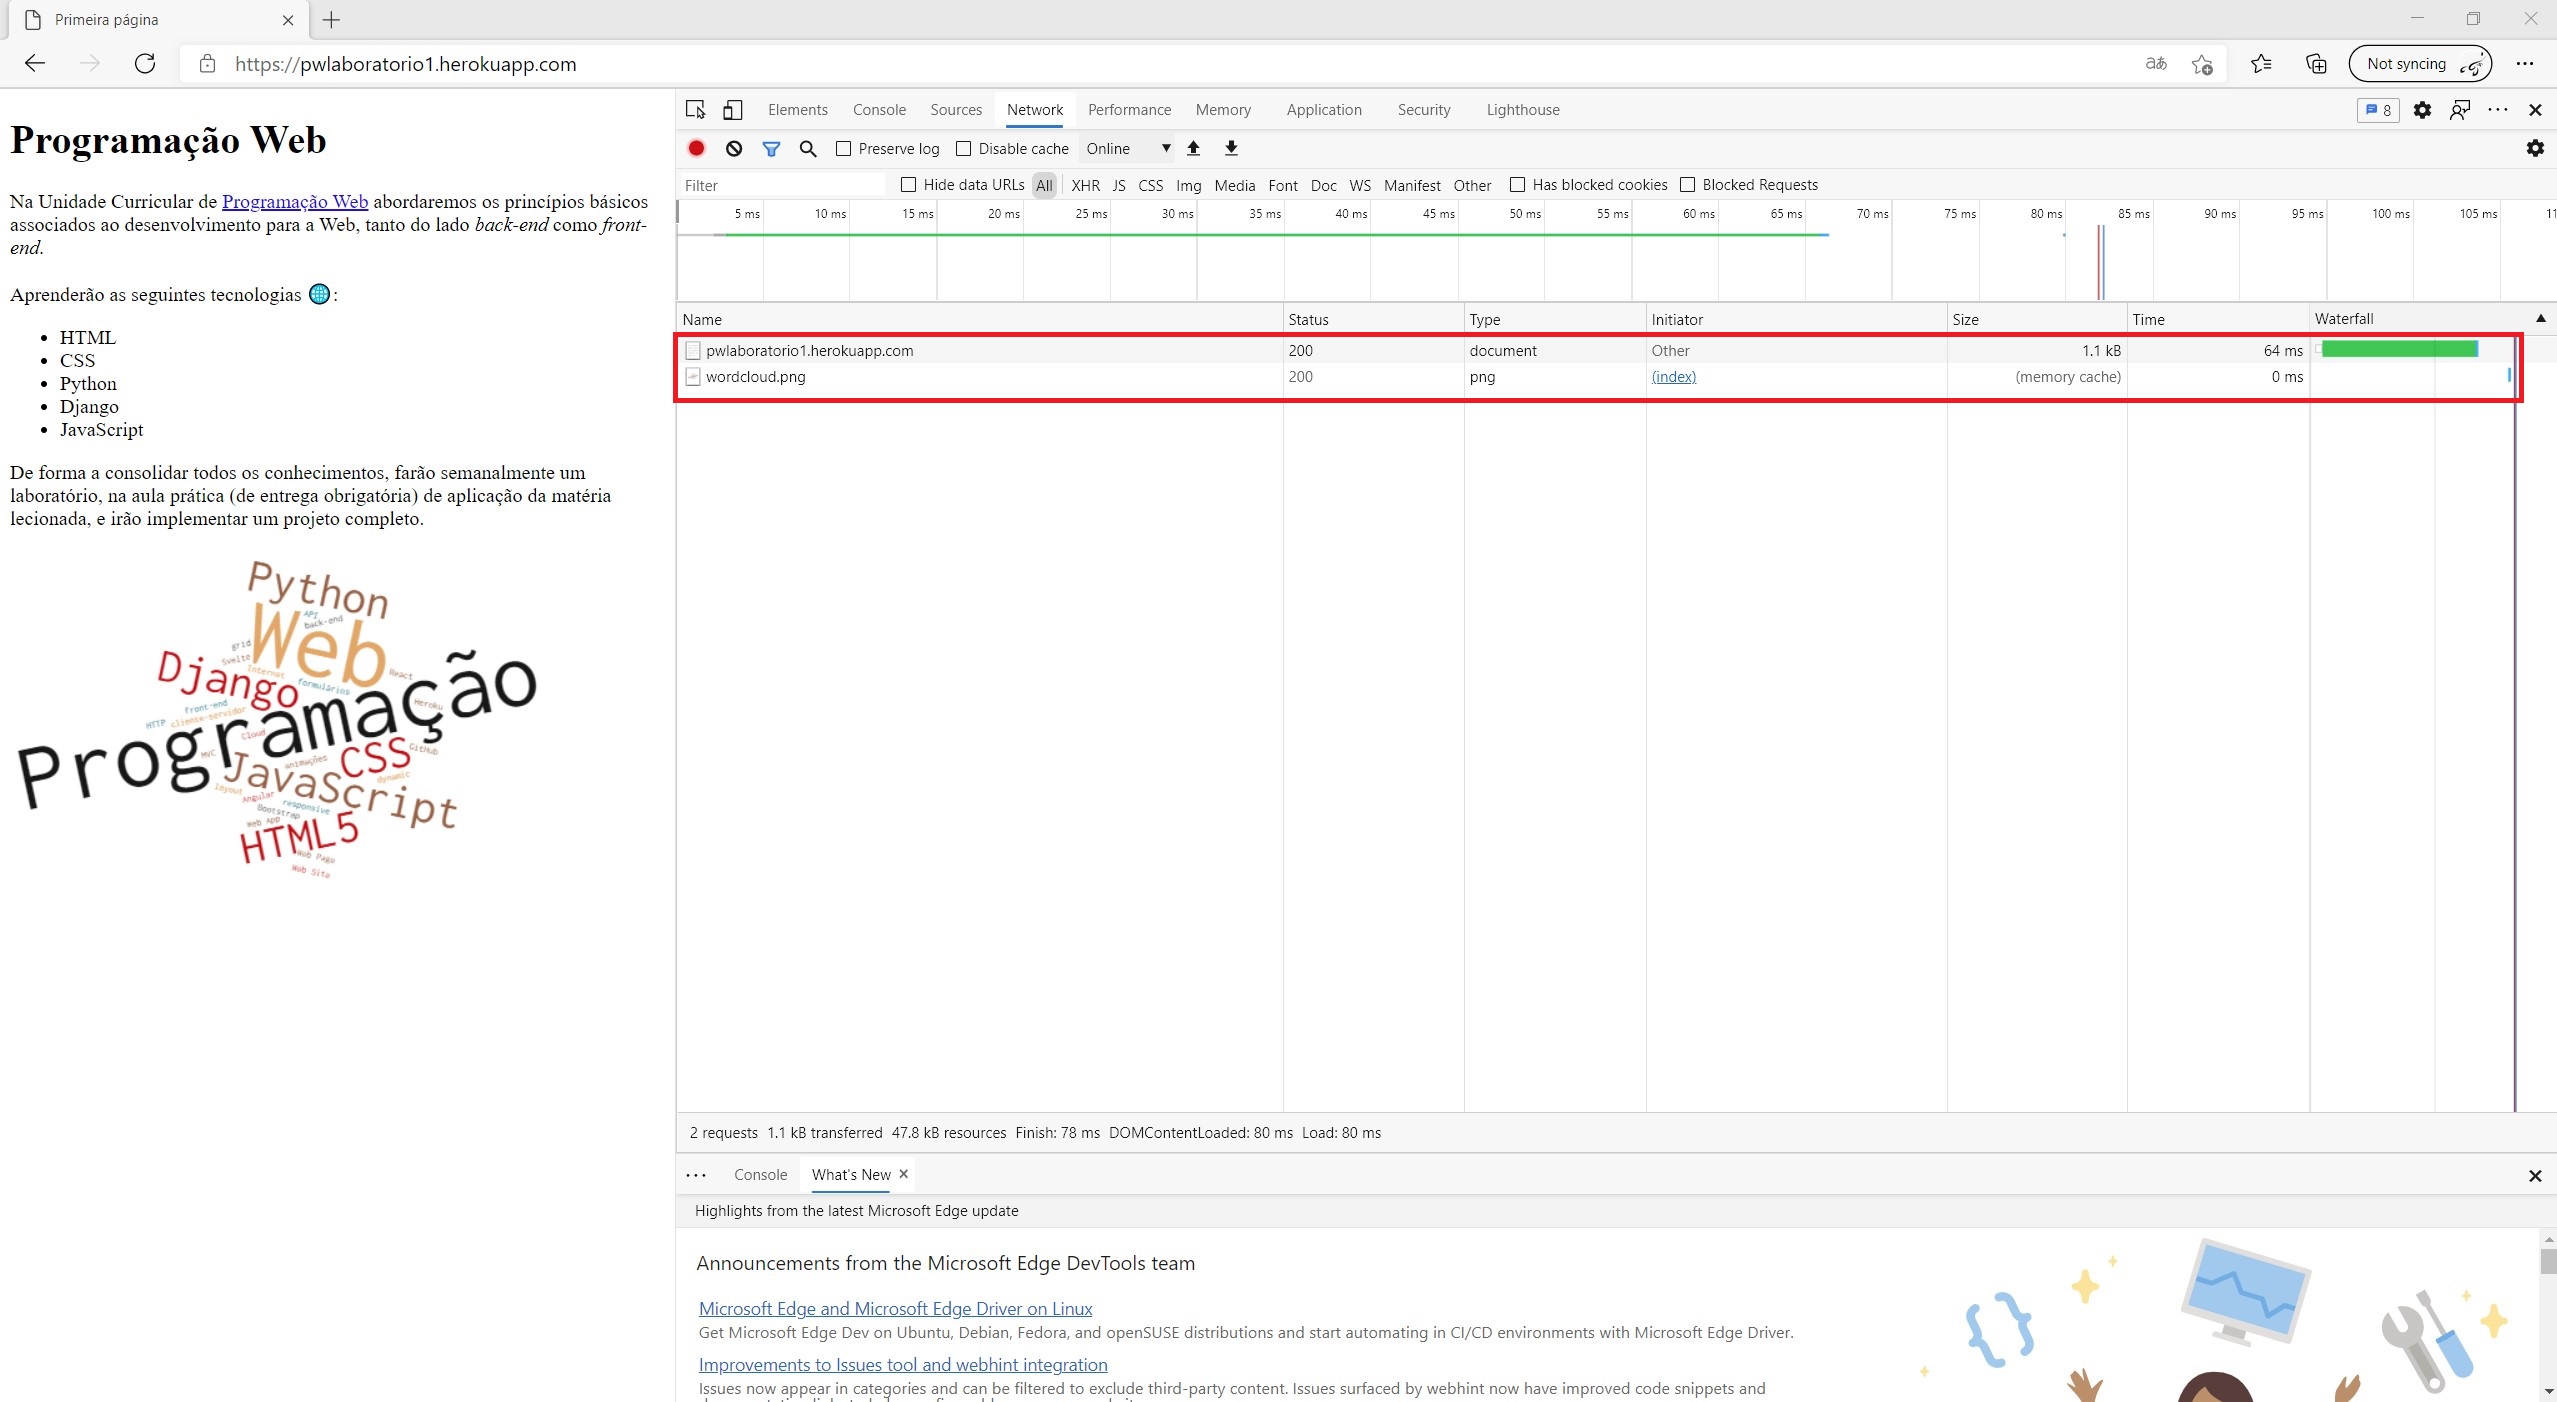 Primeira página
https://pwlaboratorio1.herokuapp.com
aあ
Not syncing
Programação Web
Na Unidade Curricular de Programação Web abordaremos os princípios básicos
associados ao desenvolvimento para a Web, tanto do lado back-end como front-
end.
Aprenderão as seguintes tecnologias :
HTML
CSS
Python
Django
JavaScript
De forma a consolidar todos os conhecimentos, farão semanalmente um
laboratório, na aula prática (de entrega obrigatória) de aplicação da matéria
lecionada, e irão implementar um projeto completo.
Python
API
back-end
Web
grid
Svelte
Internet
React
Django
formulários
Programação
front-end
HTTP cliente-servidor
Heroku
Cloud
MVC
CSS
GitHub
animações
JavaScript
dynamic
layout
Angular
responsive
Bootstrap
Web App
HTML5
Web Page
Web Site
Elements Console Sources Network Performance Memory Application Security Lighthouse
8
Preserve log Disable cache Online
Filter Hide data URLs All XHR JS CSS Img Media Font Doc WS Manifest Other Has blocked cookies Blocked Requests
5 ms 10 ms 15 ms 20 ms 25 ms 30 ms 35 ms 40 ms 45 ms 50 ms 55 ms 60 ms 65 ms 70 ms 75 ms 80 ms 85 ms 90 ms 95 ms 100 ms 105 ms 11
Name Status Type Initiator Size Time Waterfall
pwlaboratorio1.herokuapp.com 200 document Other 1.1 kB 64 ms
wordcloud.png 200 png (index) (memory cache) 0 ms
2 requests 1.1 kB transferred 47.8 kB resources Finish: 78 ms DOMContentLoaded: 80 ms Load: 80 ms
Console What's New
Highlights from the latest Microsoft Edge update
Announcements from the Microsoft Edge DevTools team
Microsoft Edge and Microsoft Edge Driver on Linux
Get Microsoft Edge Dev on Ubuntu, Debian, Fedora, and openSUSE distributions and start automating in CI/CD environments with Microsoft Edge Driver.
Improvements to Issues tool and webhint integration
Issues now appear in categories and can be filtered to exclude third-party content. Issues surfaced by webhint now have improved code snippets and